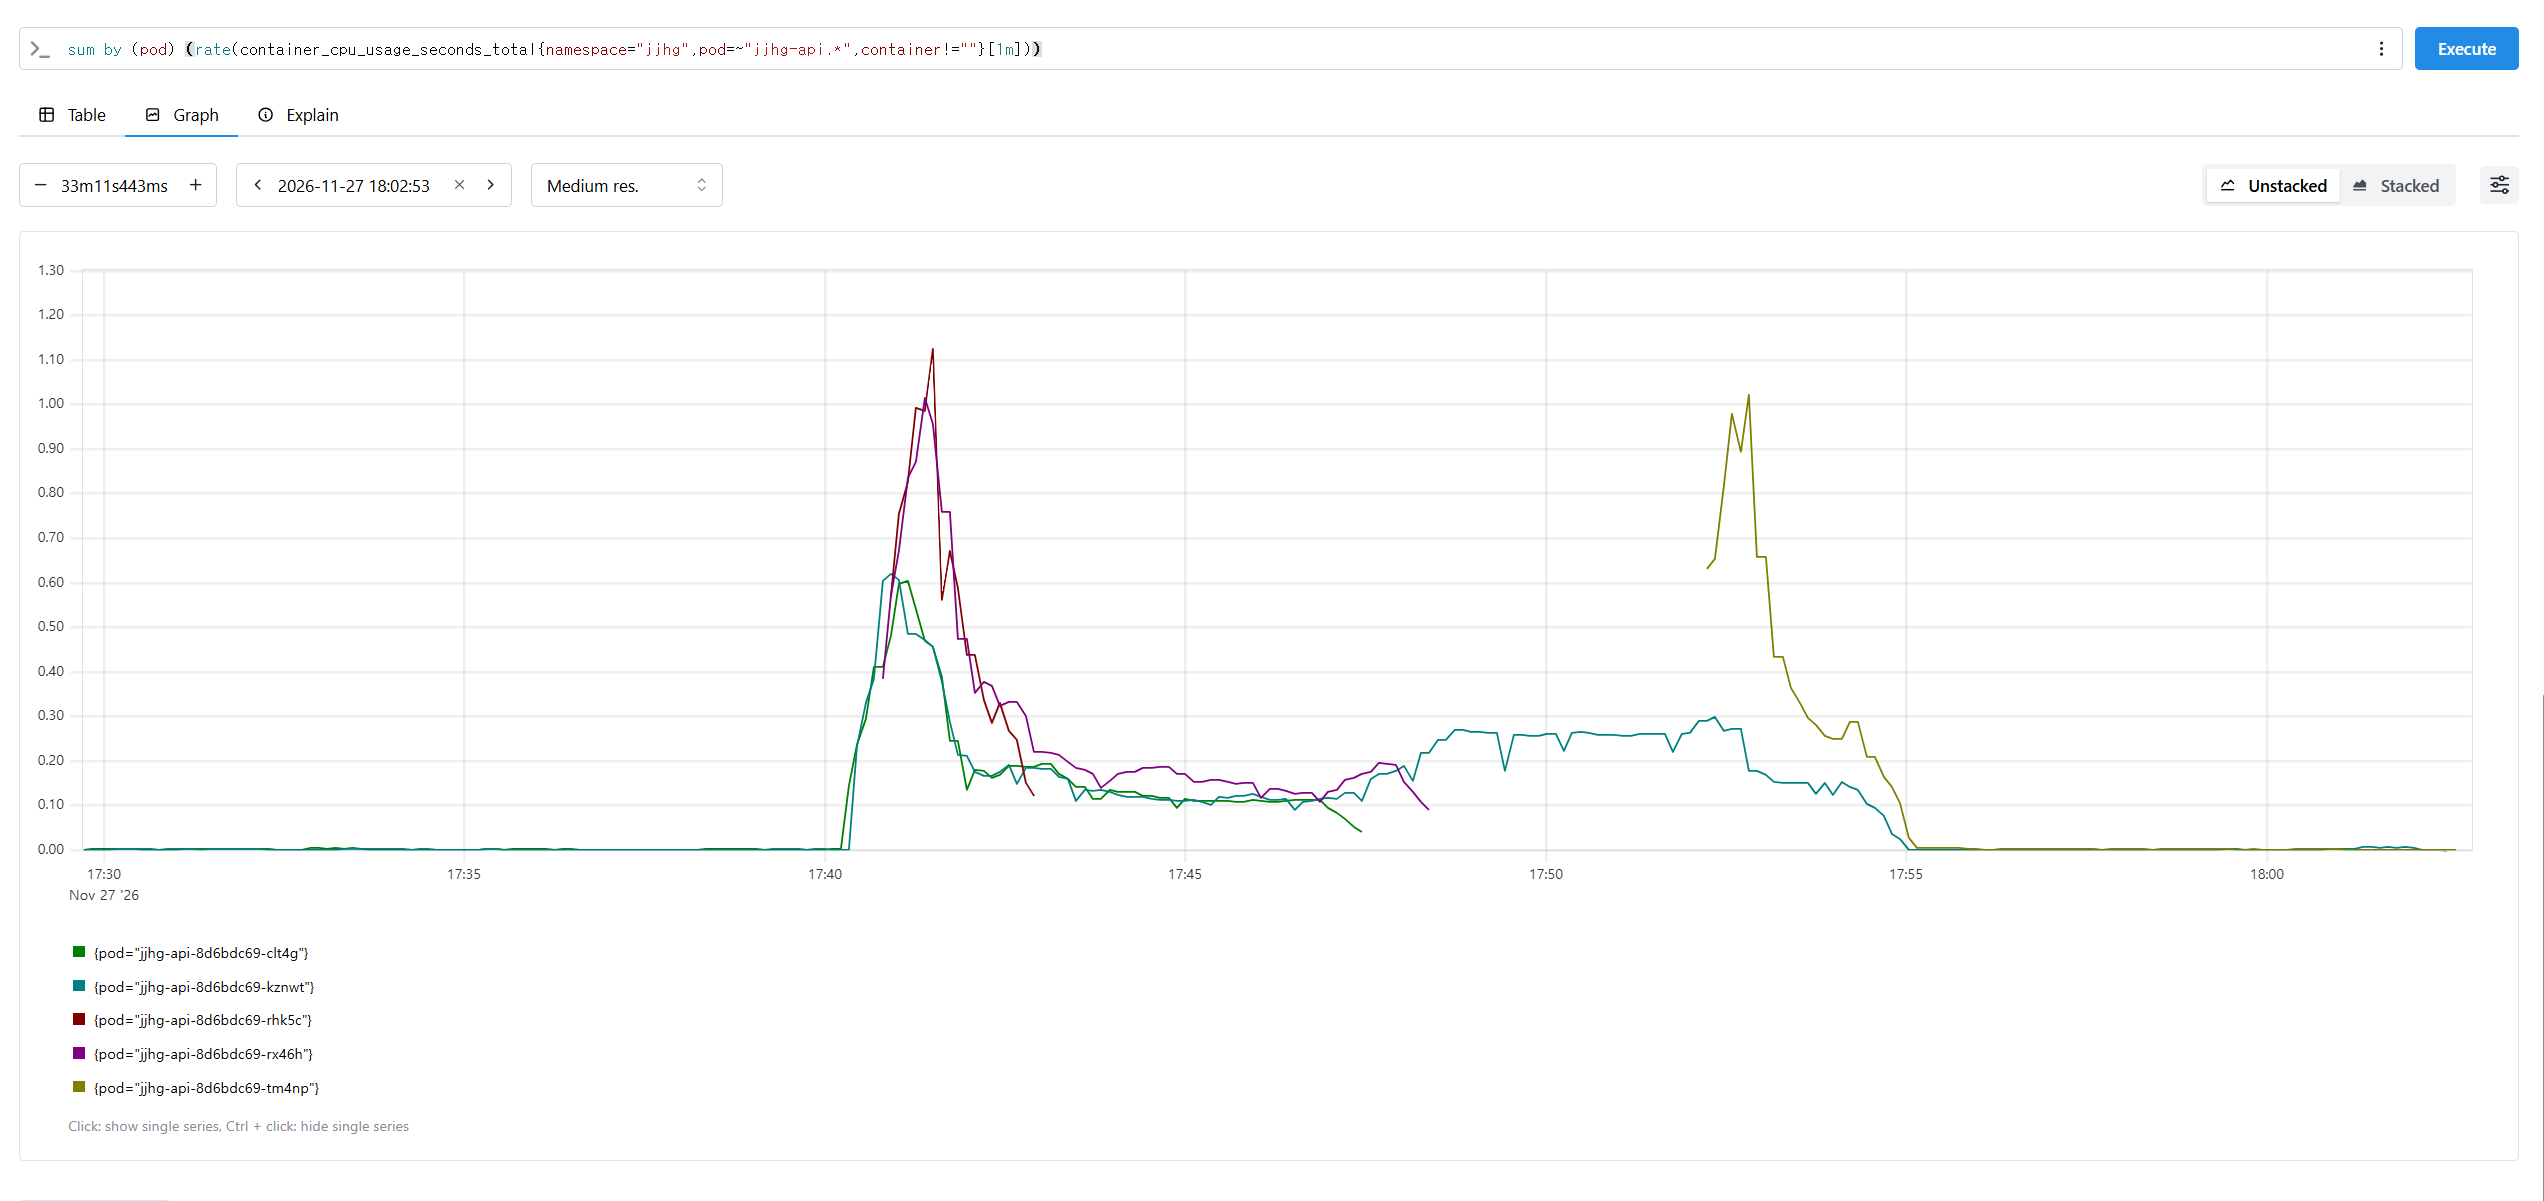 sum by (pod) (rate(container_cpu_usage_seconds_total{namespace="jjhg",pod=~"jjhg-api.*",container!=""}[1m]))
Execute
Table
Graph
Explain
33m11s443ms
2026-11-27 18:02:53
Medium res.
Unstacked
Stacked
1.30
1.20
1.10
1.00
0.90
0.80
0.70
0.60
0.50
0.40
0.30
0.20
0.10
0.00
17:30 17:35 17:40 17:45 17:50 17:55 18:00
Nov 27 '26
{pod="jjhg-api-8d6bdc69-clt4g"}
{pod="jjhg-api-8d6bdc69-kznwt"}
{pod="jjhg-api-8d6bdc69-rhk5c"}
{pod="jjhg-api-8d6bdc69-rx46h"}
{pod="jjhg-api-8d6bdc69-tm4np"}
Click: show single series, Ctrl + click: hide single series